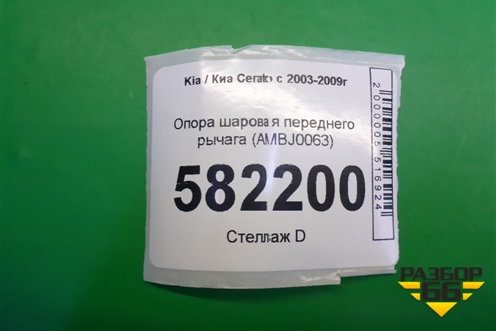 Kia / Киа Cerato с 2003-2009г
Опора шаровая переднего
рычага (AMBJ0063)
582200
Стеллаж D
2000005516924
РАЗБОР
66